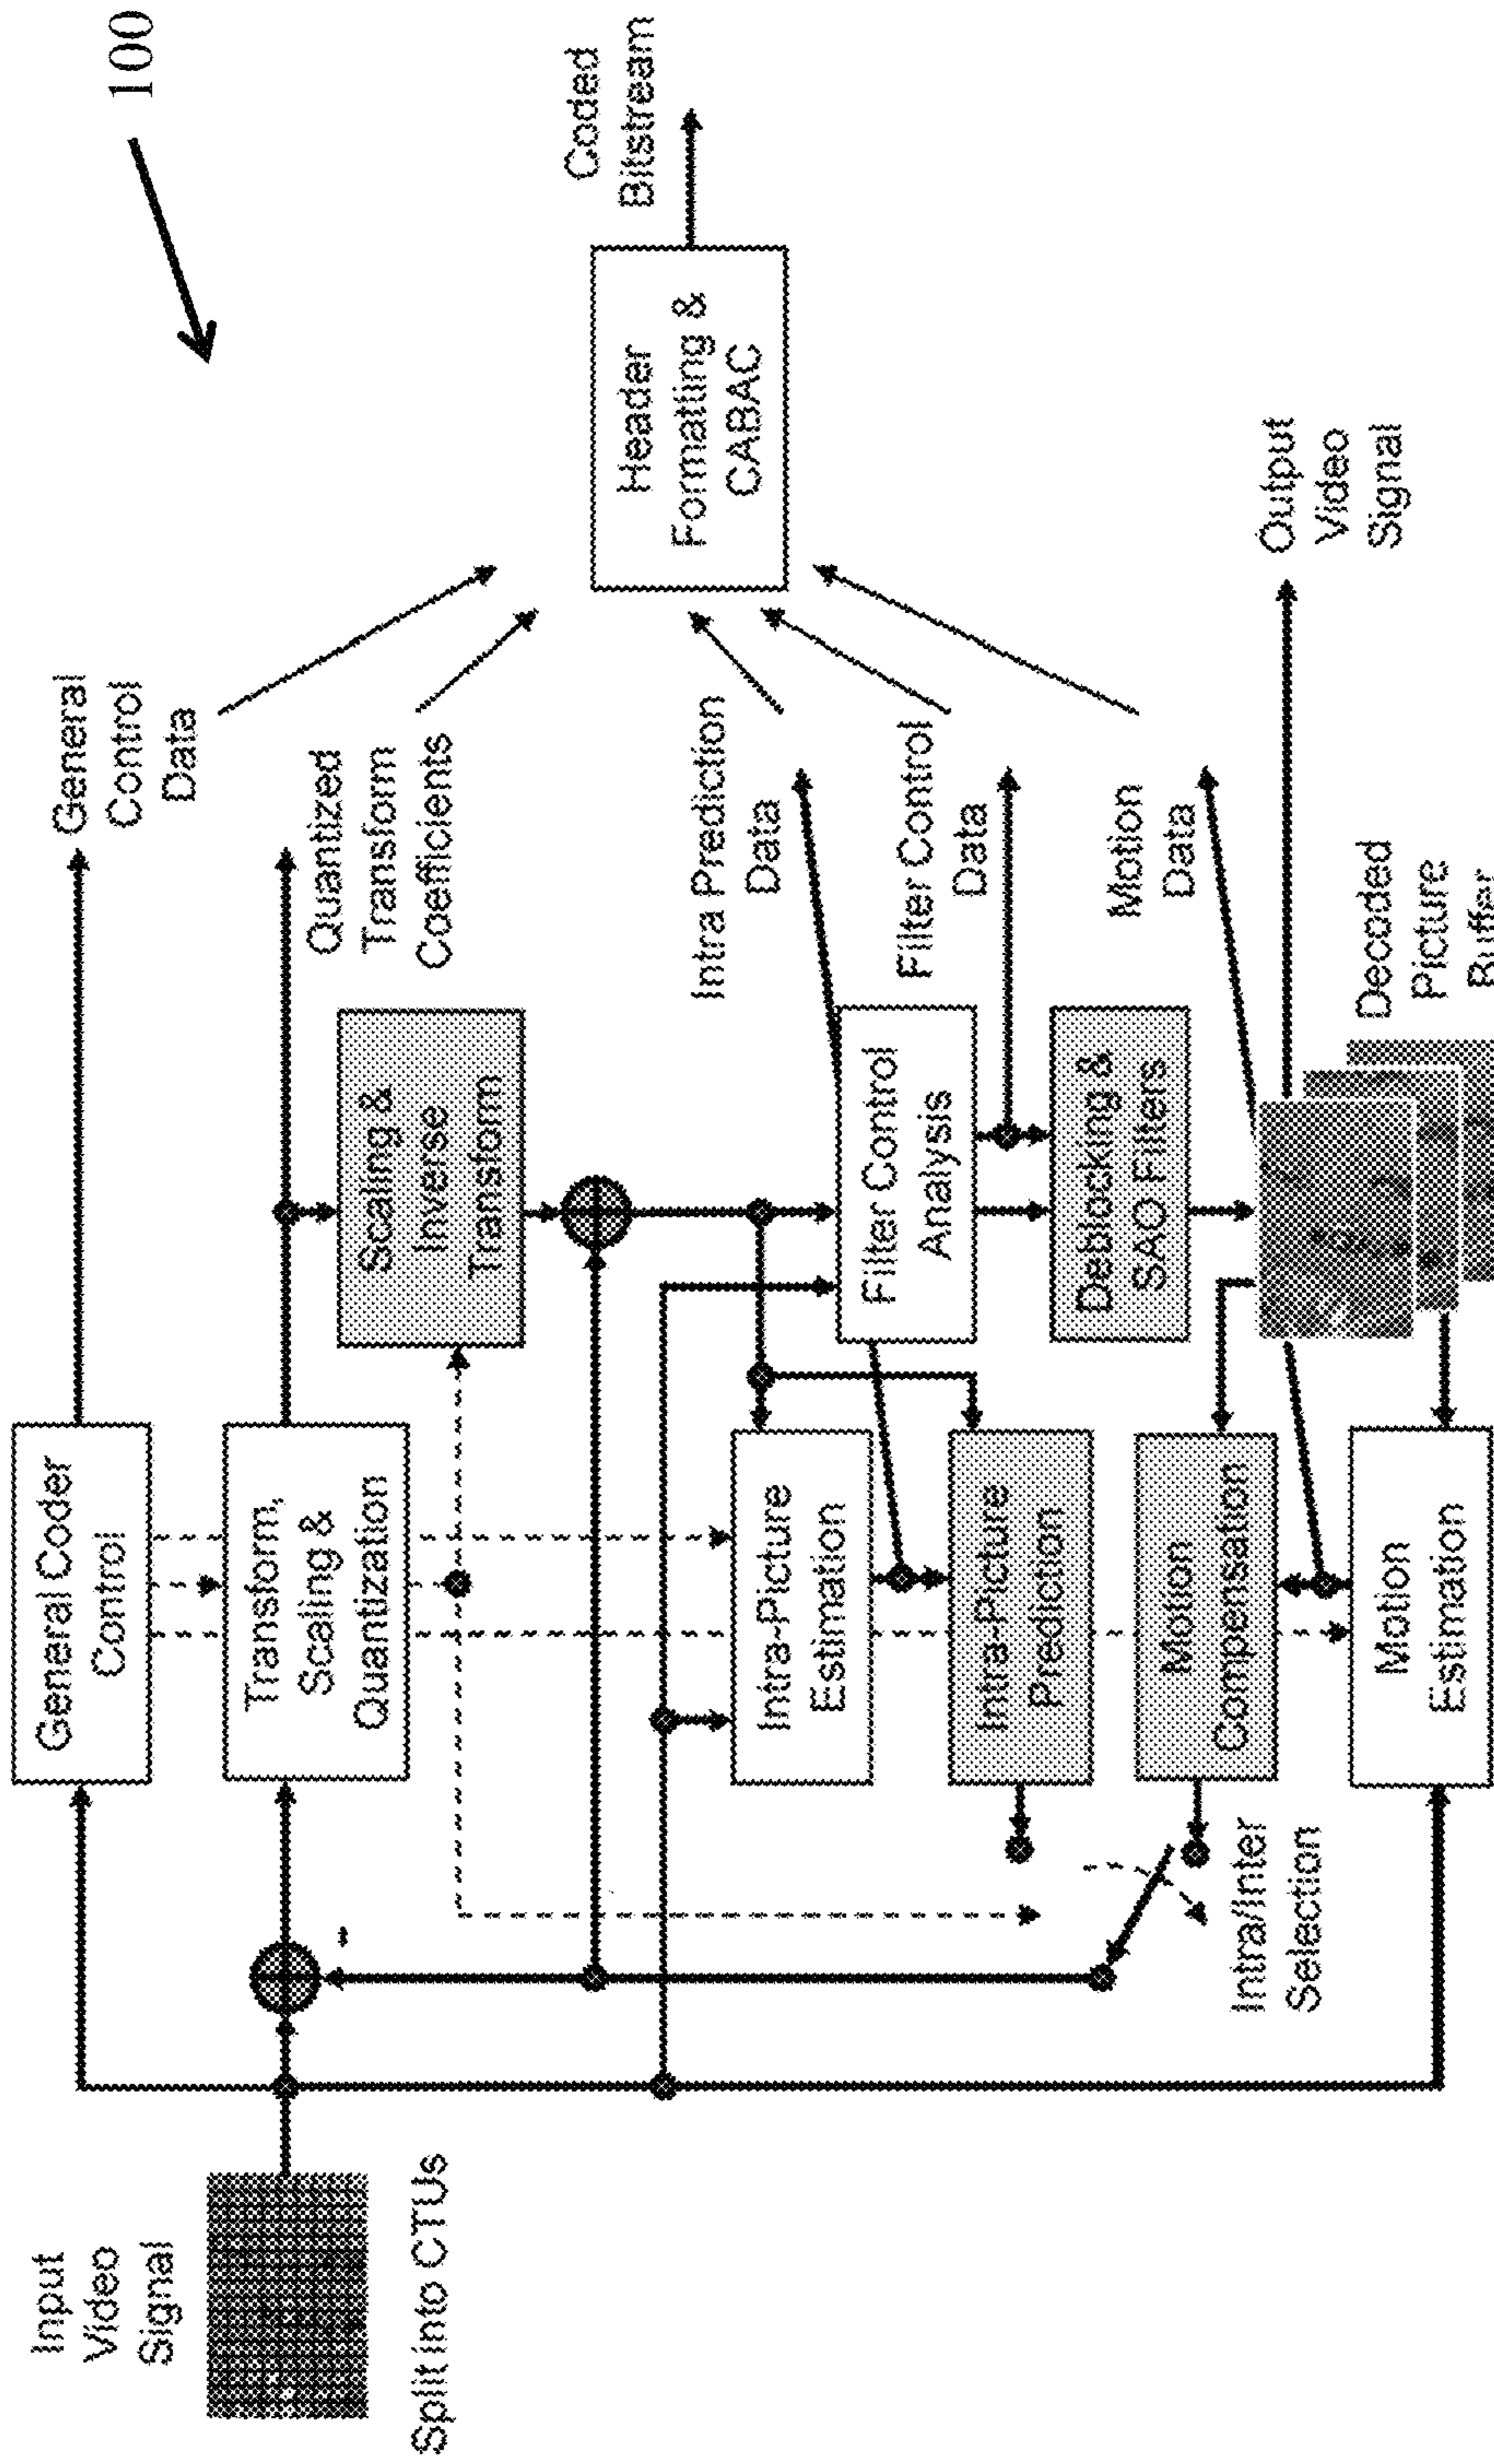 100
Input
Video
Signal
Split into CTUs
General Coder
Control
Transform,
Scaling &
Quantization
General
Control
Data
Quantized
Transform
Coefficients
Scaling &
Inverse
Transform
Header
Formatting &
CABAC
Coded
Bitstream
Intra-Picture
Estimation
Intra-Picture
Prediction
Motion
Compensation
Motion
Estimation
Intra/Inter
Selection
Filter Control
Analysis
Deblocking &
SAO Filters
Intra Prediction
Data
Filter Control
Data
Motion
Data
Output
Video
Signal
Decoded
Picture
Buffer
-